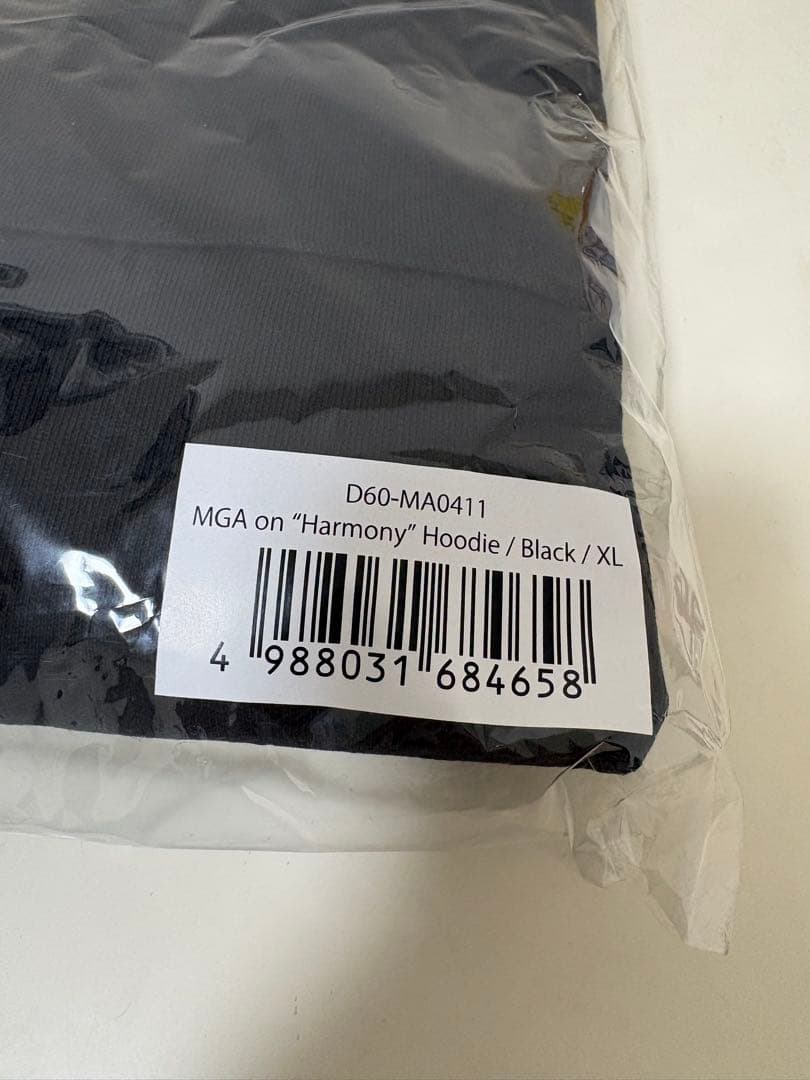 D60-MA0411
MGA on “Harmony” Hoodie / Black / XL
4 988031 684658